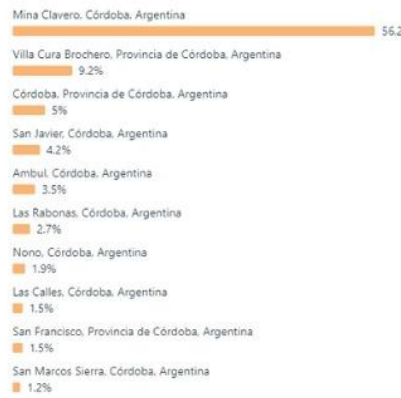 Mina Clavero, Córdoba, Argentina
56.2
Villa Cura Brochero, Provincia de Córdoba, Argentina
9.2%
Córdoba, Provincia de Córdoba, Argentina
5%
San Javier, Córdoba, Argentina
4.2%
Ambul, Córdoba, Argentina
3.5%
Las Rabonas, Córdoba, Argentina
2.7%
Nono, Córdoba, Argentina
1.9%
Las Calles, Córdoba, Argentina
1.5%
San Francisco, Provincia de Córdoba, Argentina
1.5%
San Marcos Sierra, Córdoba, Argentina
1.2%